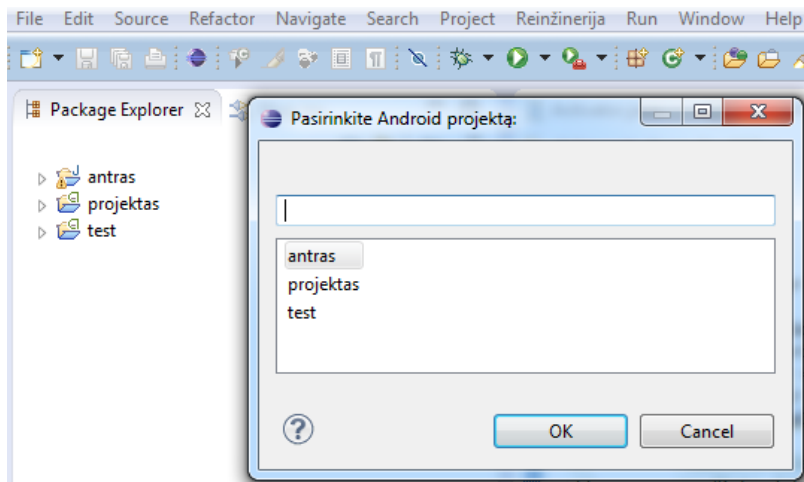 File Edit Source Refactor Navigate Search Project Reinžinerija Run Window Help
Package Explorer
Pasirinkite Android projektą:
antras
projektas
test
antras
projektas
test
OK
Cancel